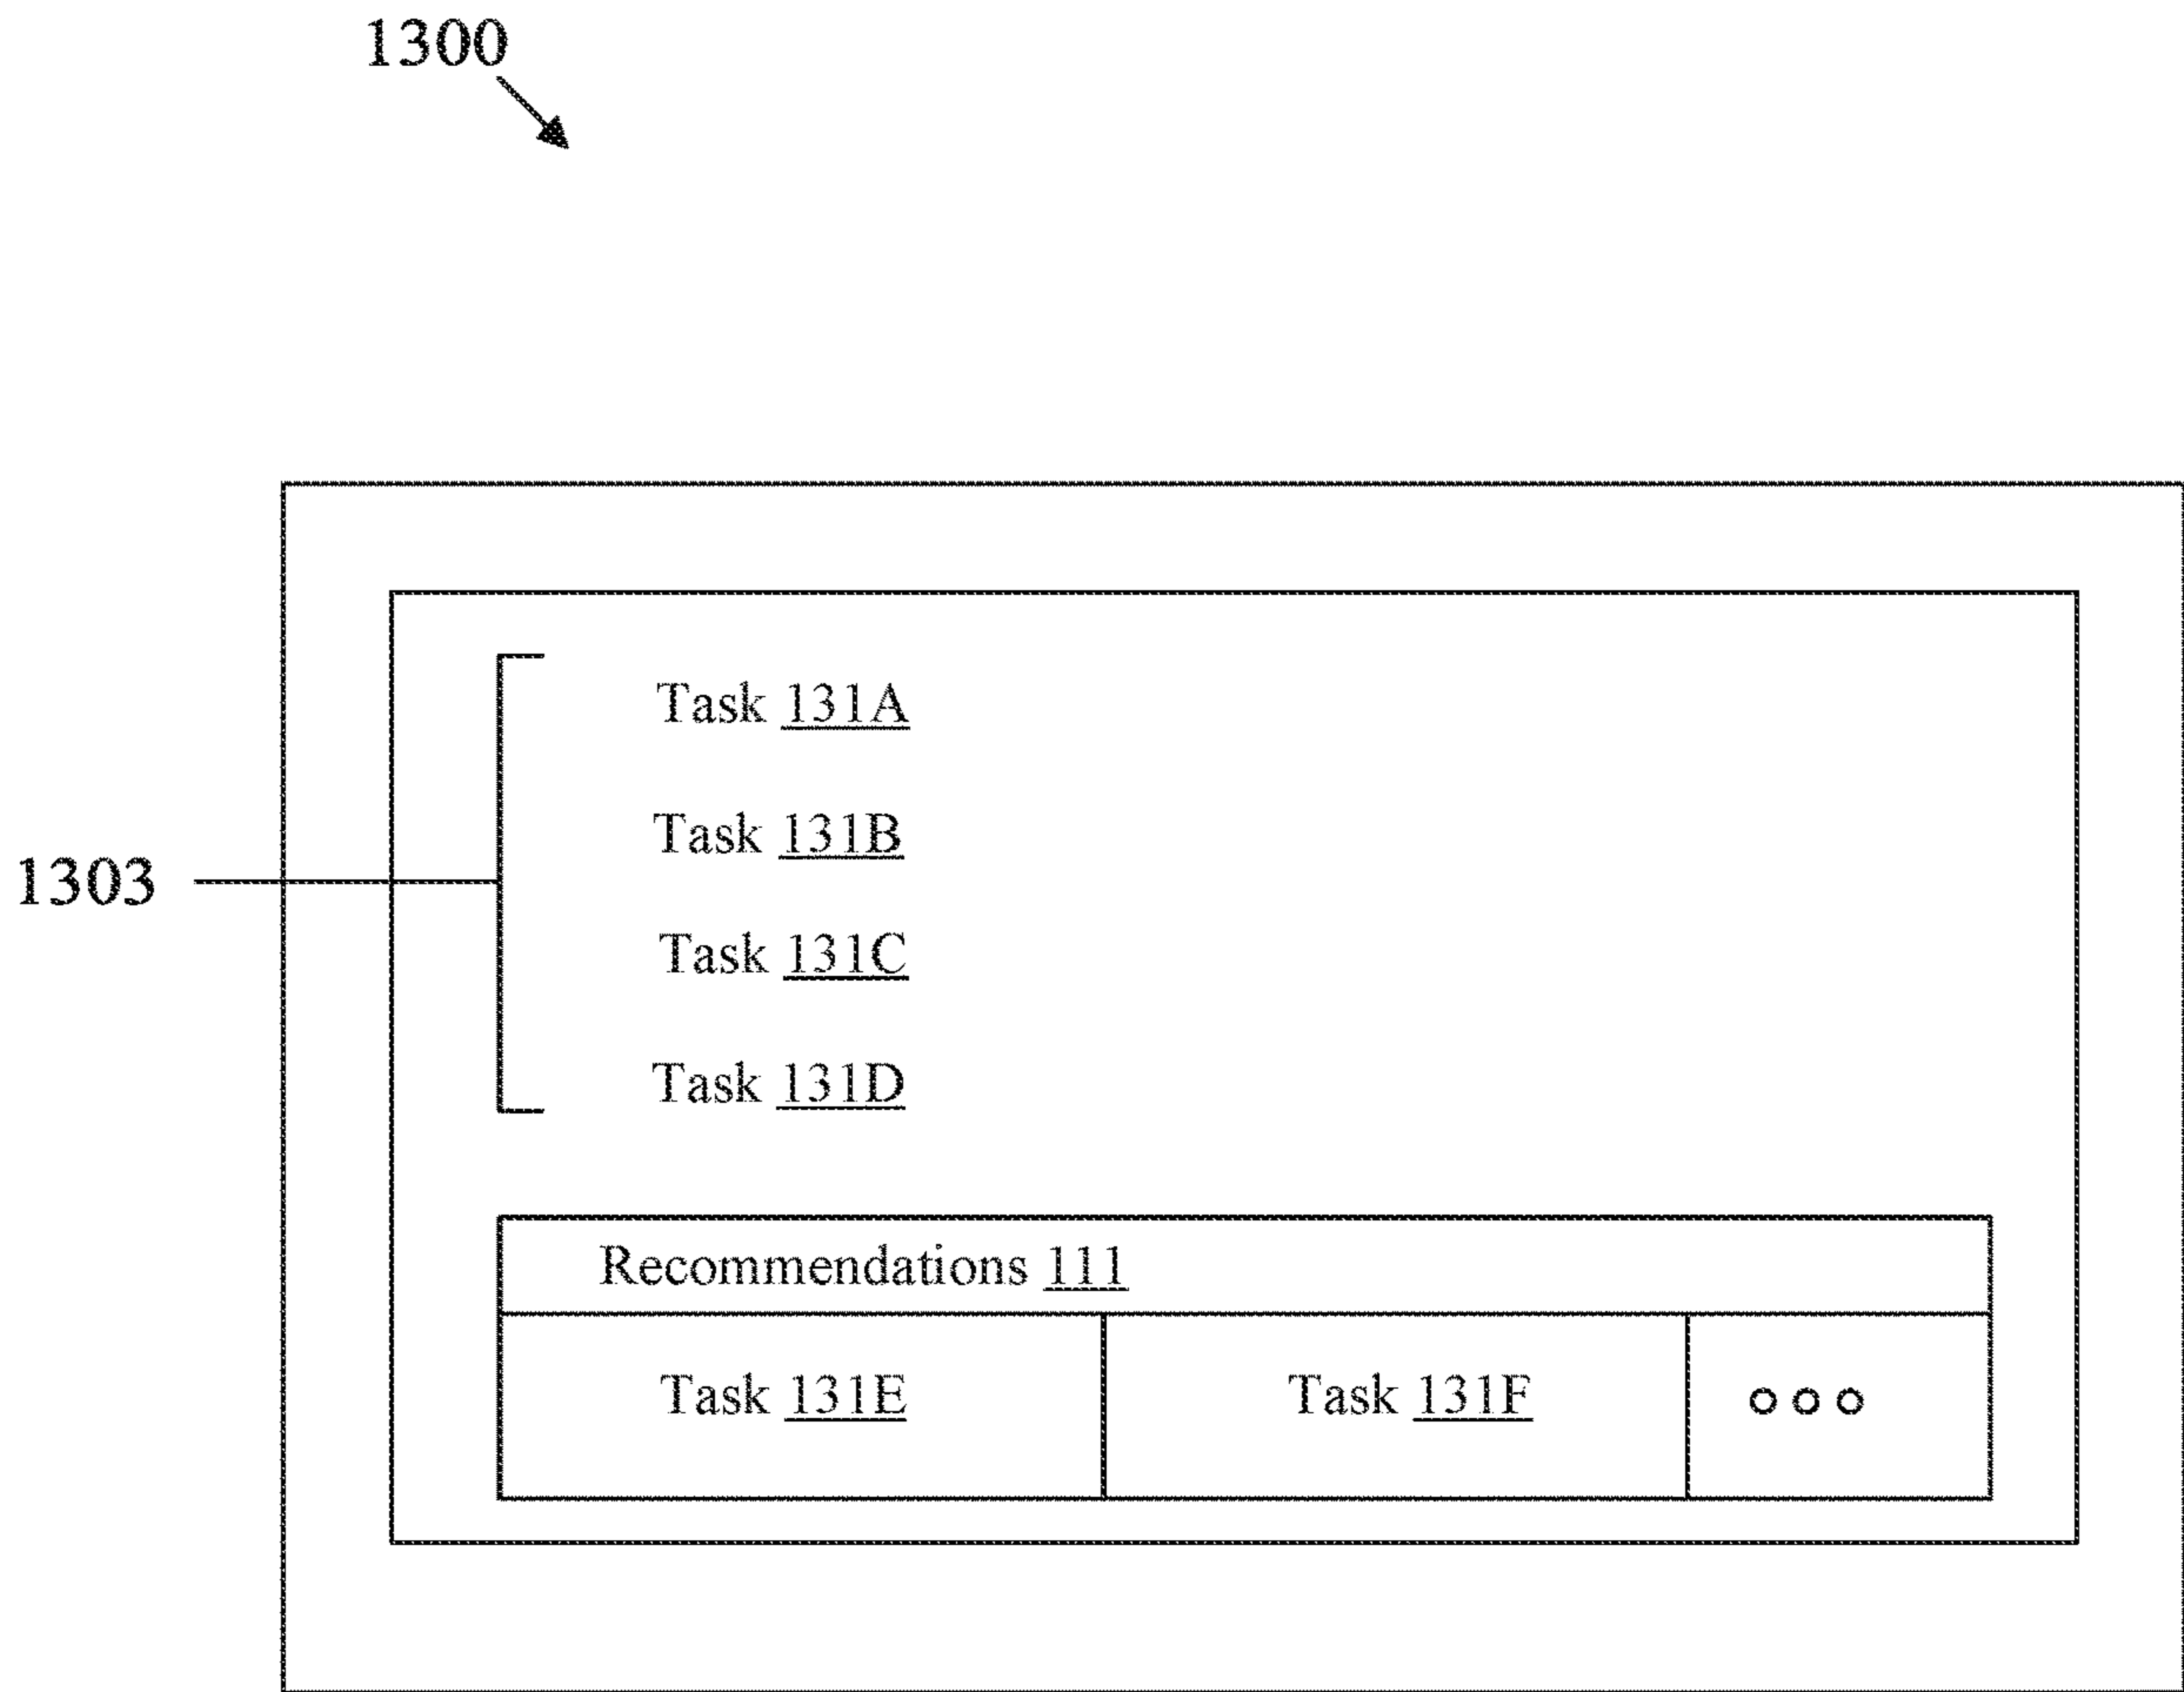 1300
Task 131A
Task 131B
1303
Task 131C
Task 131D
Recommendations 111
Task 131E
Task 131F